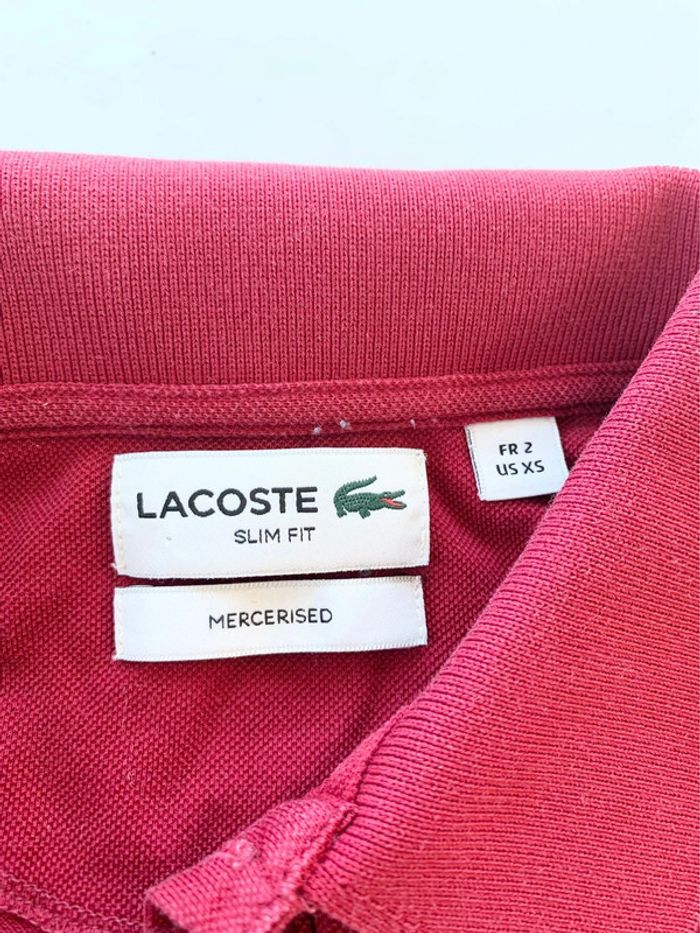 LACOSTE
SLIM FIT
MERCERISED
FR 2
US XS